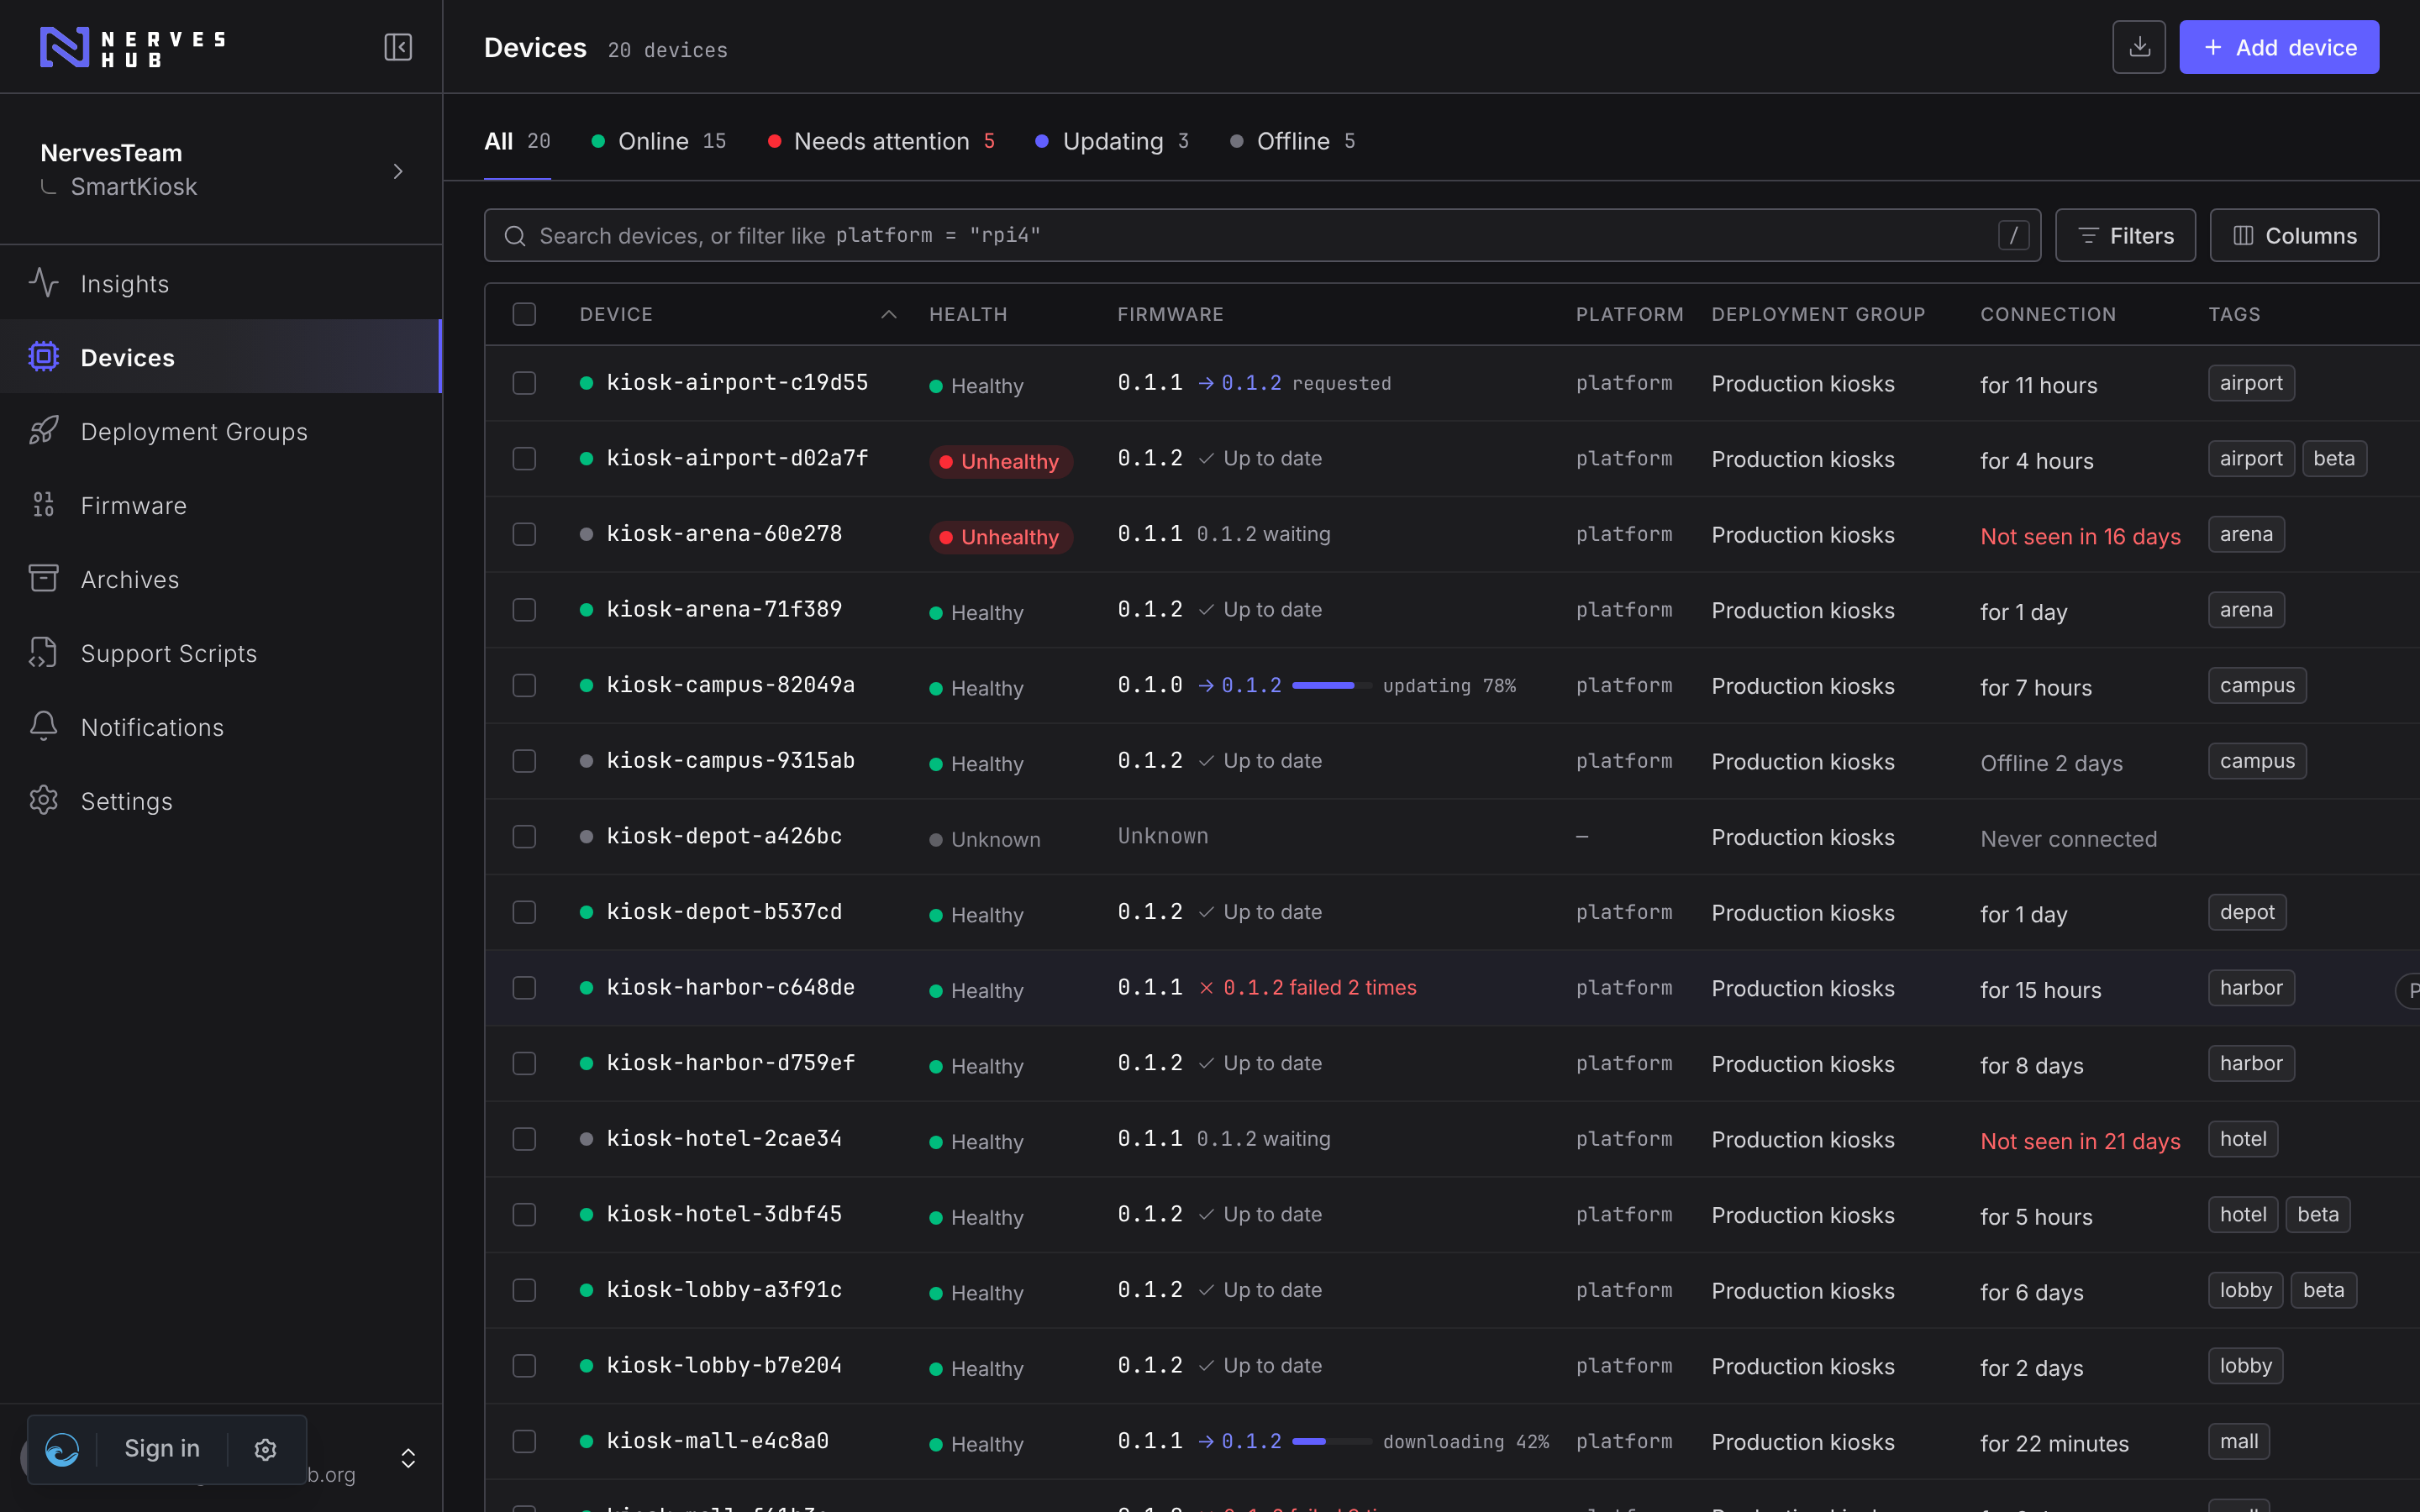 NERVES
HUB
Devices 20 devices
Add device
NervesTeam
SmartKiosk
All 20 Online 15 Needs attention 5 Updating 3 Offline 5
Search devices, or filter like platform = "rpi4" /
Filters
Columns
Insights
Devices
Deployment Groups
Firmware
Archives
Support Scripts
Notifications
Settings
DEVICE HEALTH FIRMWARE PLATFORM DEPLOYMENT GROUP CONNECTION TAGS
kiosk-airport-c19d55 Healthy 0.1.1 → 0.1.2 requested platform Production kiosks for 11 hours airport
kiosk-airport-d02a7f Unhealthy 0.1.2 ✓ Up to date platform Production kiosks for 4 hours airport beta
kiosk-arena-60e278 Unhealthy 0.1.1 0.1.2 waiting platform Production kiosks Not seen in 16 days arena
kiosk-arena-71f389 Healthy 0.1.2 ✓ Up to date platform Production kiosks for 1 day arena
kiosk-campus-82049a Healthy 0.1.0 → 0.1.2 updating 78% platform Production kiosks for 7 hours campus
kiosk-campus-9315ab Healthy 0.1.2 ✓ Up to date platform Production kiosks Offline 2 days campus
kiosk-depot-a426bc Unknown Unknown – Production kiosks Never connected
kiosk-depot-b537cd Healthy 0.1.2 ✓ Up to date platform Production kiosks for 1 day depot
kiosk-harbor-c648de Healthy 0.1.1 × 0.1.2 failed 2 times platform Production kiosks for 15 hours harbor
kiosk-harbor-d759ef Healthy 0.1.2 ✓ Up to date platform Production kiosks for 8 days harbor
kiosk-hotel-2cae34 Healthy 0.1.1 0.1.2 waiting platform Production kiosks Not seen in 21 days hotel
kiosk-hotel-3dbf45 Healthy 0.1.2 ✓ Up to date platform Production kiosks for 5 hours hotel beta
kiosk-lobby-a3f91c Healthy 0.1.2 ✓ Up to date platform Production kiosks for 6 days lobby beta
kiosk-lobby-b7e204 Healthy 0.1.2 ✓ Up to date platform Production kiosks for 2 days lobby
kiosk-mall-e4c8a0 Healthy 0.1.1 → 0.1.2 downloading 42% platform Production kiosks for 22 minutes mall
Sign in
b.org